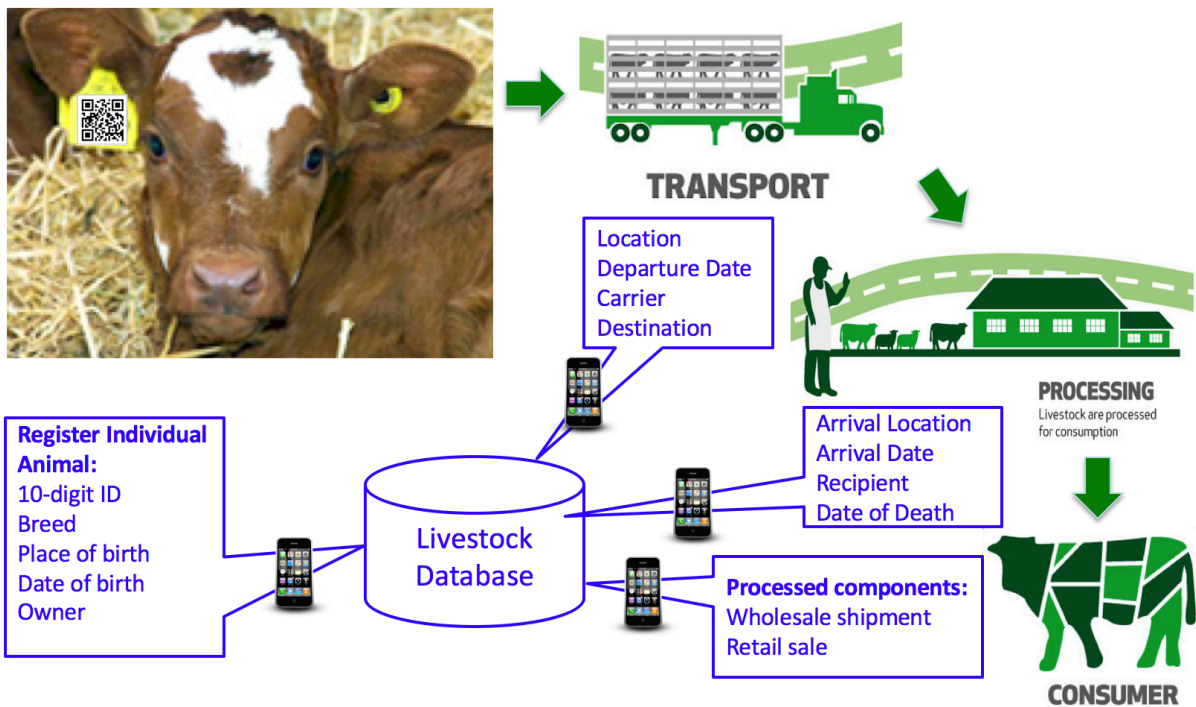 TRANSPORT
Location
Departure Date
Carrier
Destination
PROCESSING
Livestock are processed
for consumption
Register Individual
Animal:
10-digit ID
Breed
Place of birth
Date of birth
Owner
Livestock
Database
Arrival Location
Arrival Date
Recipient
Date of Death
Processed components:
Wholesale shipment
Retail sale
CONSUMER